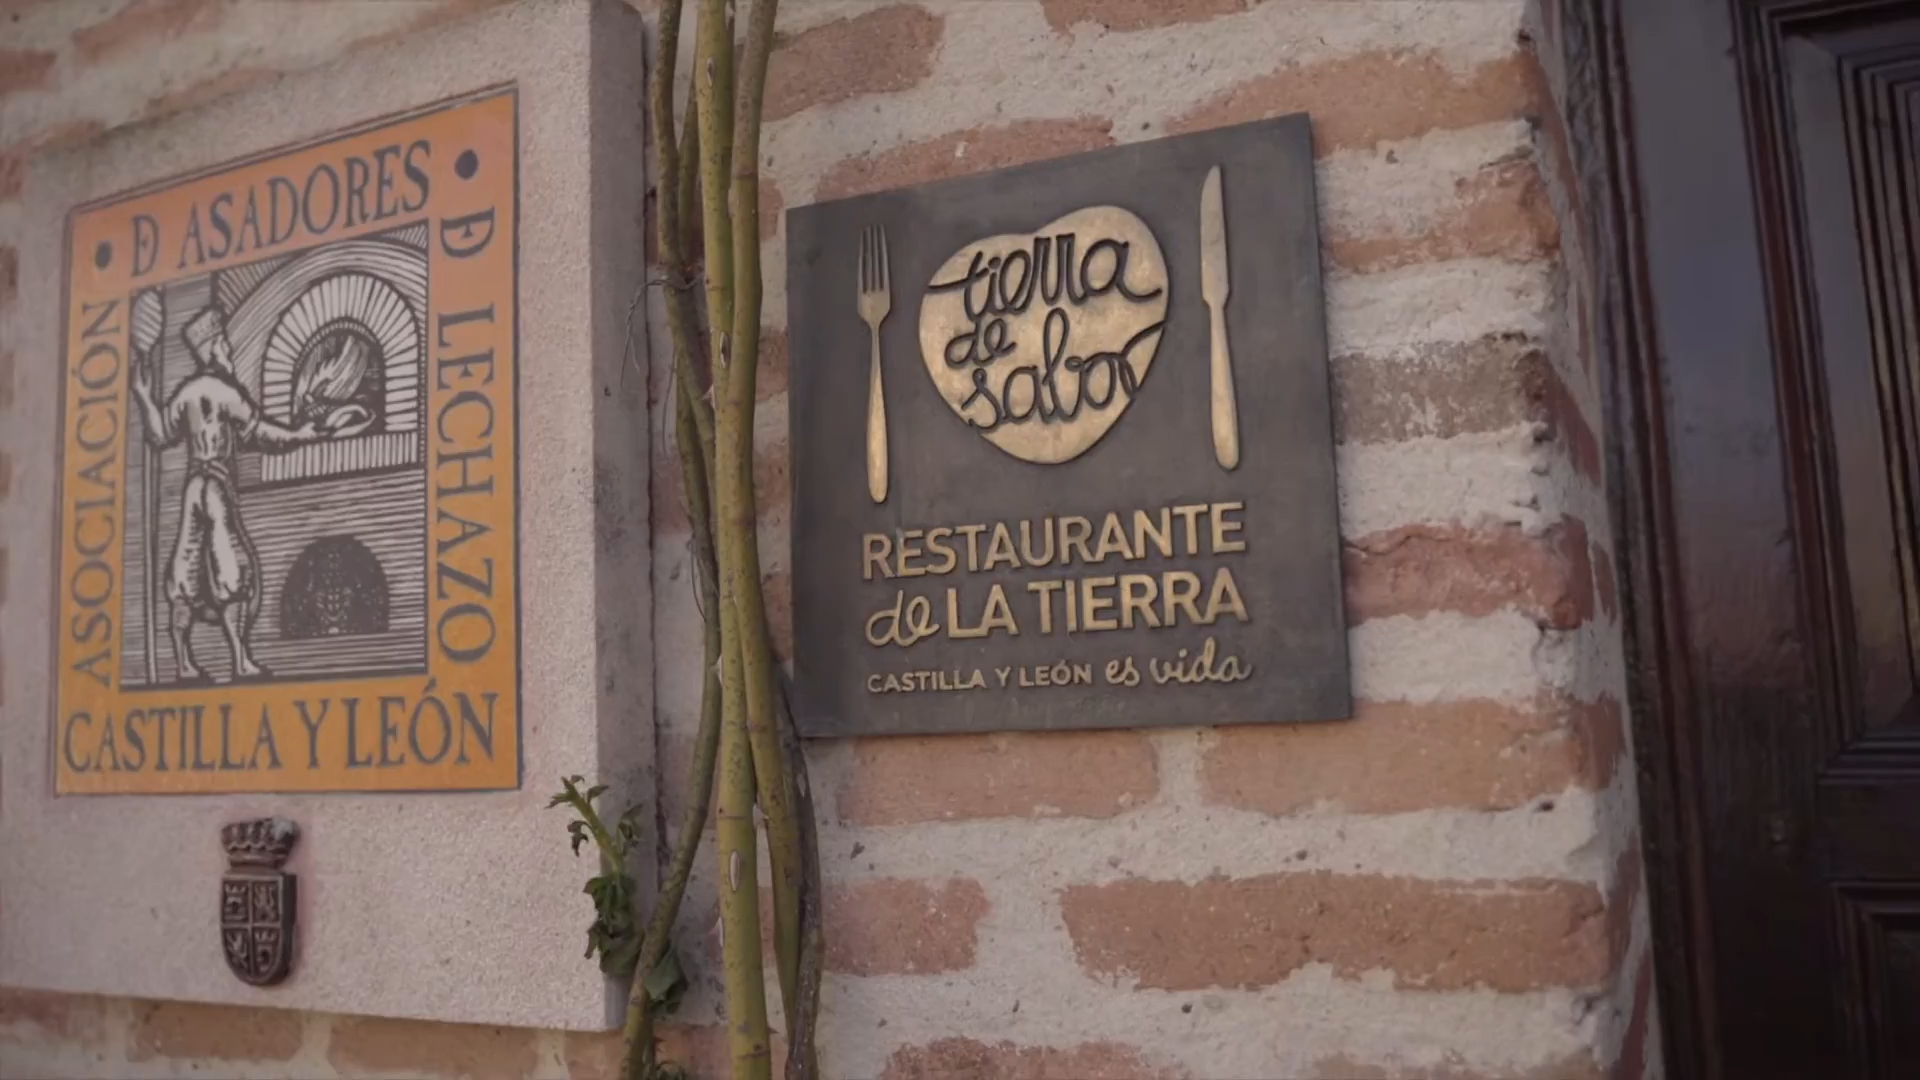 ASOCIACIÓN
D ASADORES
D LECHAZO
CASTILLA Y LEÓN
tierra
de
sabor
RESTAURANTE
de LA TIERRA
CASTILLA Y LEÓN es vida